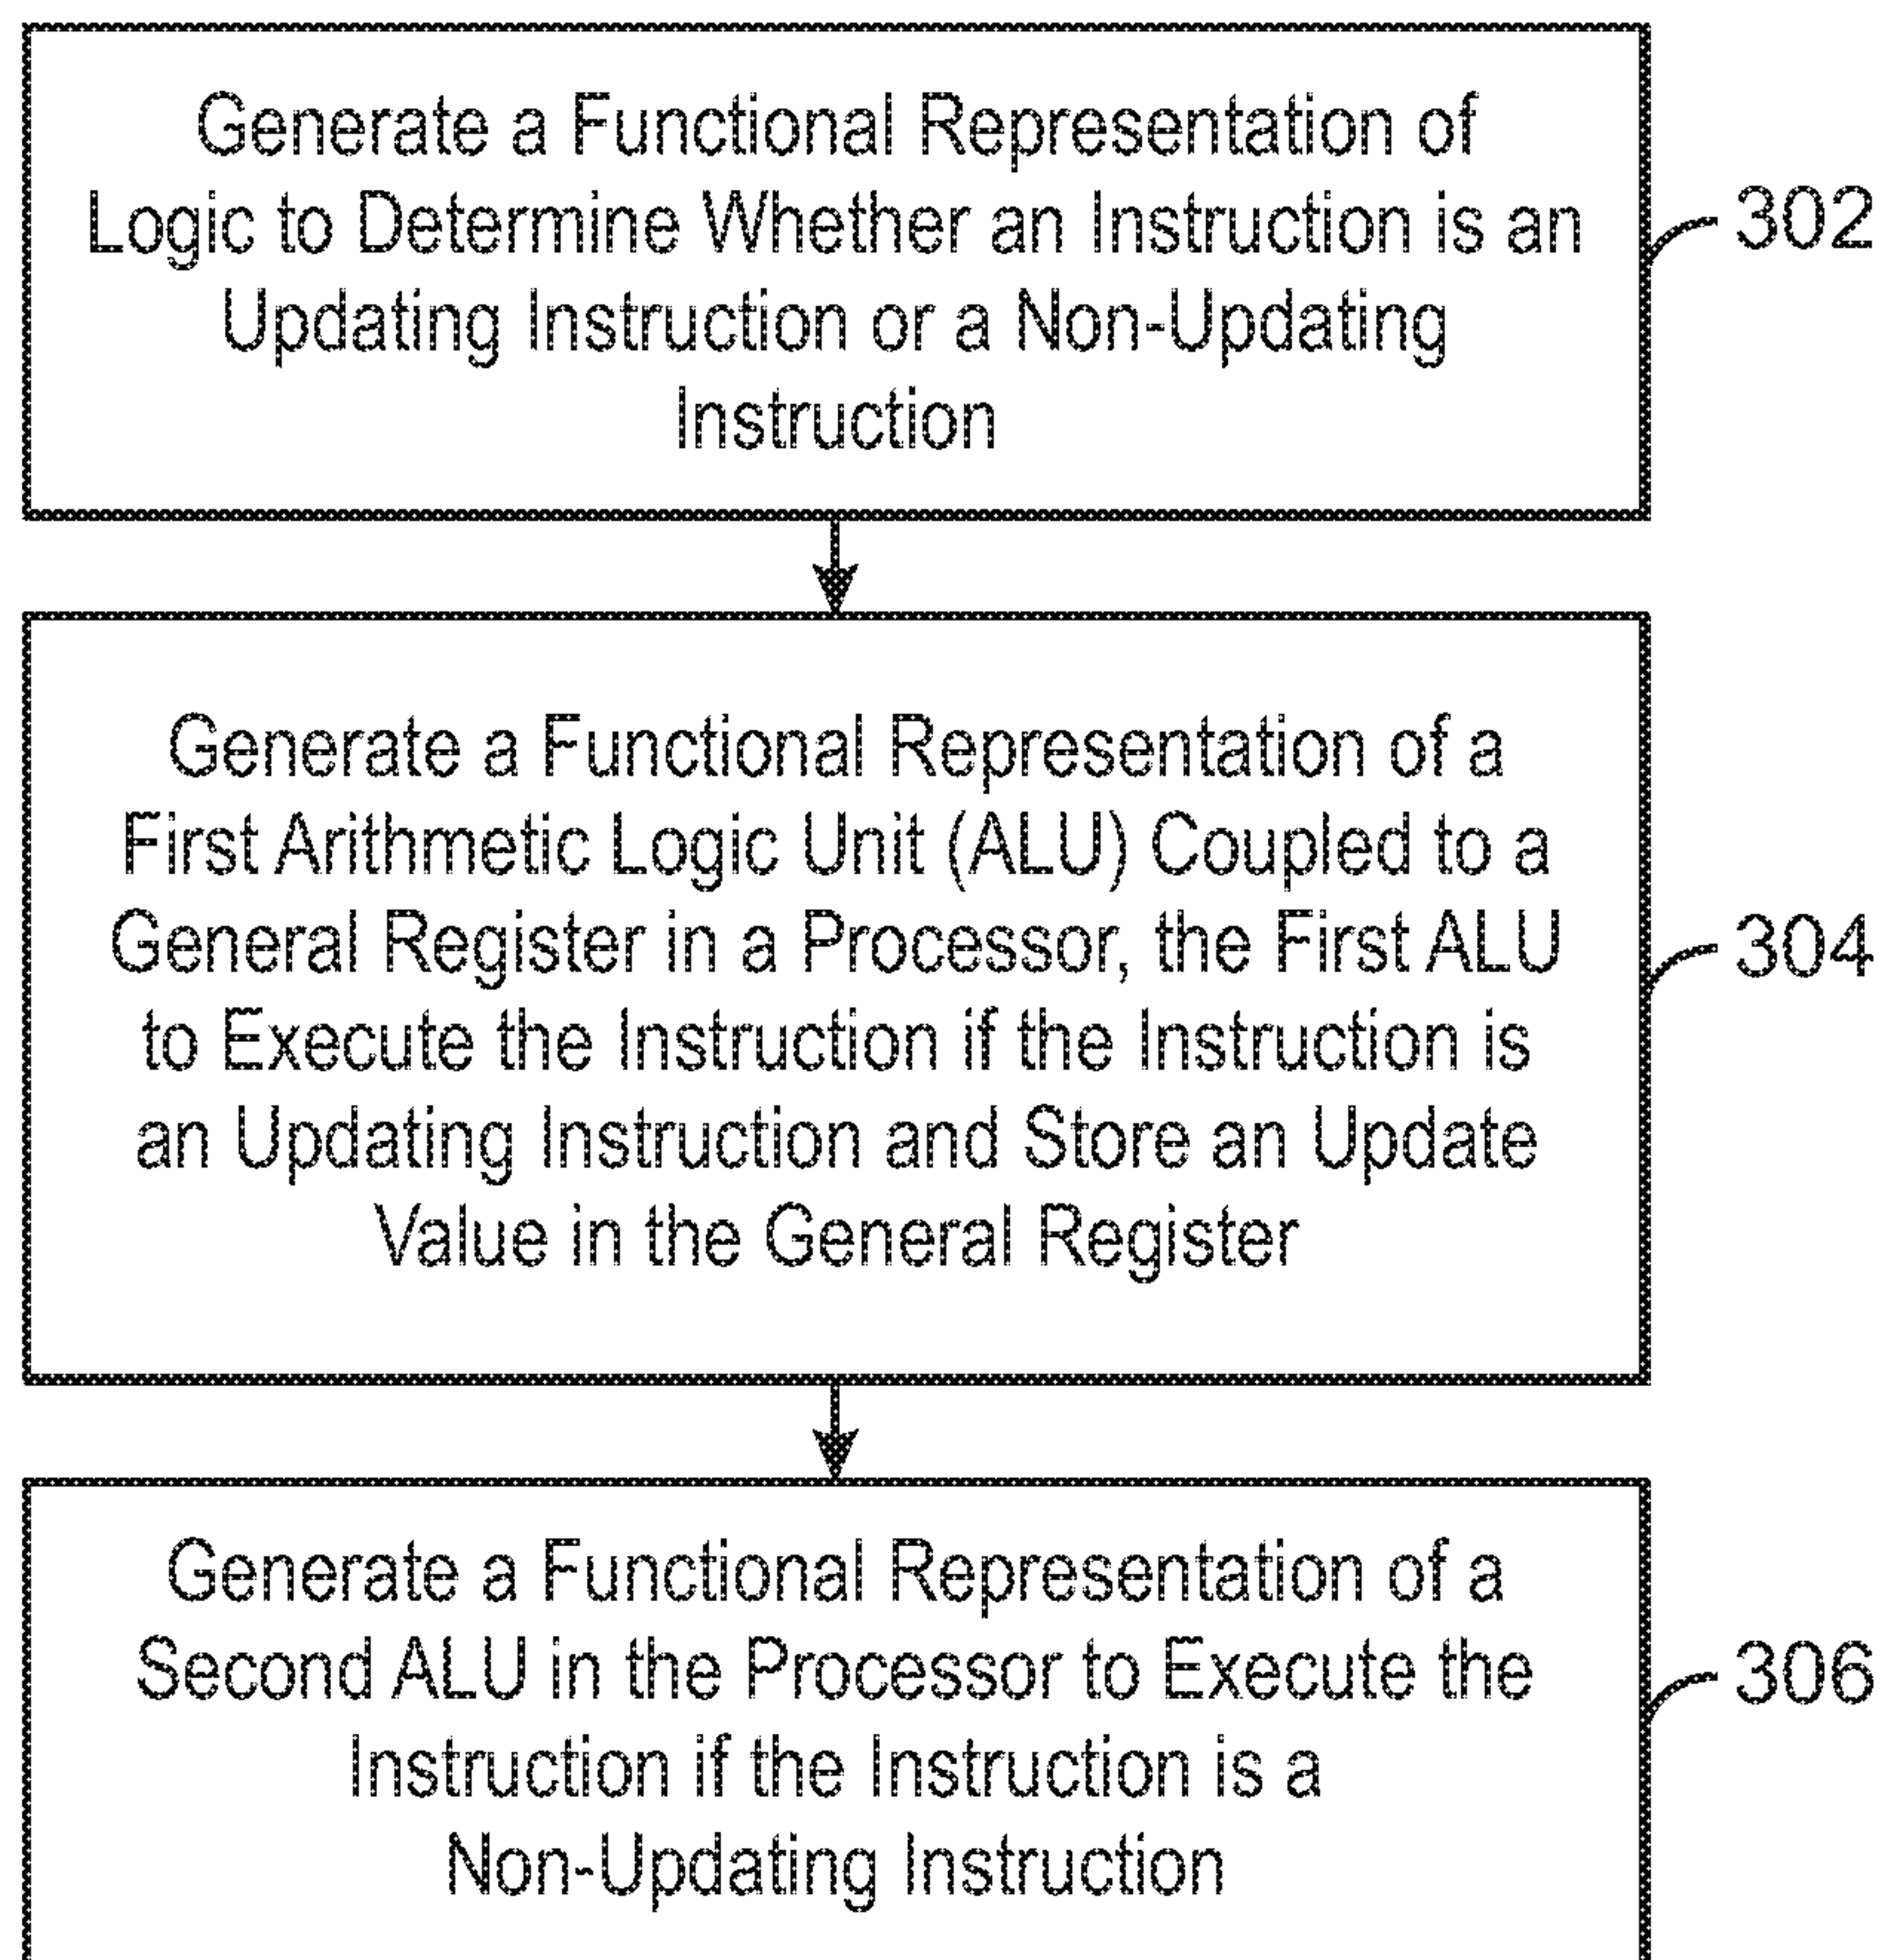 Generate a Functional Representation of
Logic to Determine Whether an Instruction is an
Updating Instruction or a Non-Updating
Instruction
302
Generate a Functional Representation of a
First Arithmetic Logic Unit (ALU) Coupled to a
General Register in a Processor, the First ALU
to Execute the Instruction if the Instruction is
an Updating Instruction and Store an Update
Value in the General Register
304
Generate a Functional Representation of a
Second ALU in the Processor to Execute the
Instruction if the Instruction is a
Non-Updating Instruction
306